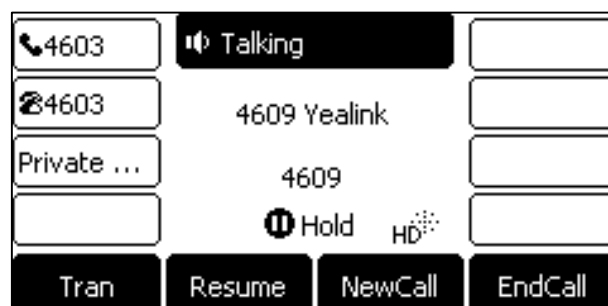 4603 Talking
4603
4609 Yealink
Private ...
4609
Hold HD
Tran Resume NewCall EndCall